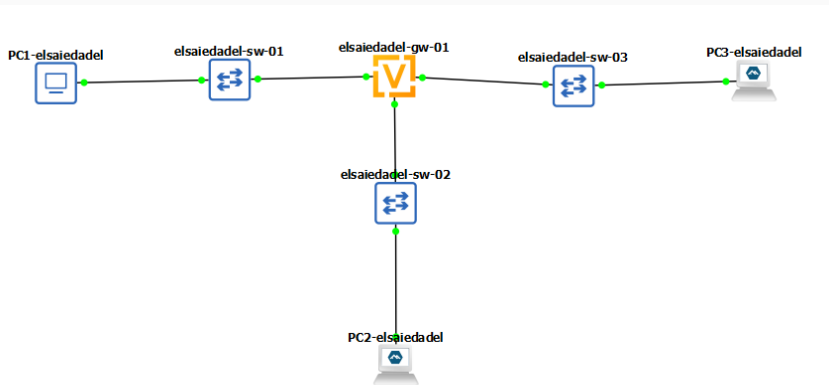 PC1-elsaiedadel
elsaiedadel-sw-01
elsaiedadel-gw-01
elsaiedadel-sw-03
PC3-elsaiedadel
V
elsaiedadel-sw-02
PC2-elsaiedadel